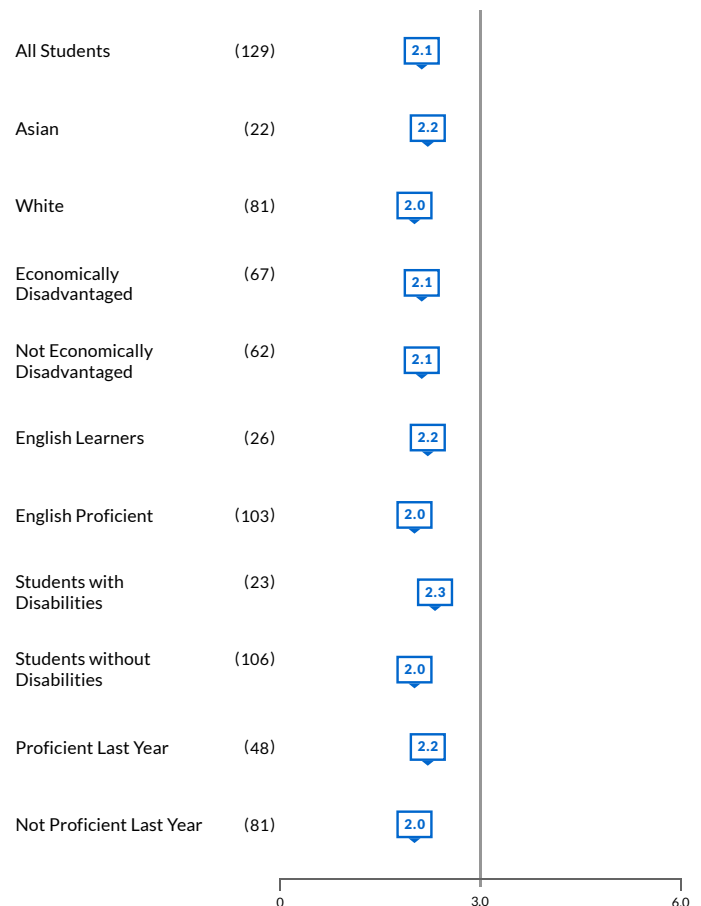 All Students (129) 2.1
Asian (22) 2.2
White (81) 2.0
Economically (67)
Disadvantaged 2.1
Not Economically (62)
Disadvantaged 2.1
English Learners (26) 2.2
English Proficient (103) 2.0
Students with (23)
Disabilities 2.3
Students without (106)
Disabilities 2.0
Proficient Last Year (48) 2.2
Not Proficient Last Year (81) 2.0
0 3.0 6.0